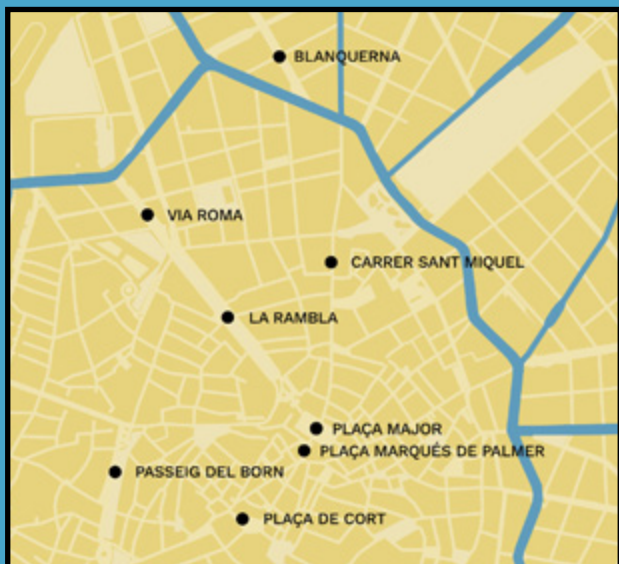 BLANQUERNA
VIA ROMA
CARRER SANT MIQUEL
LA RAMBLA
PLAÇA MAJOR
PLAÇA MARQUÉS DE PALMER
PASSEIG DEL BORN
PLAÇA DE CORT